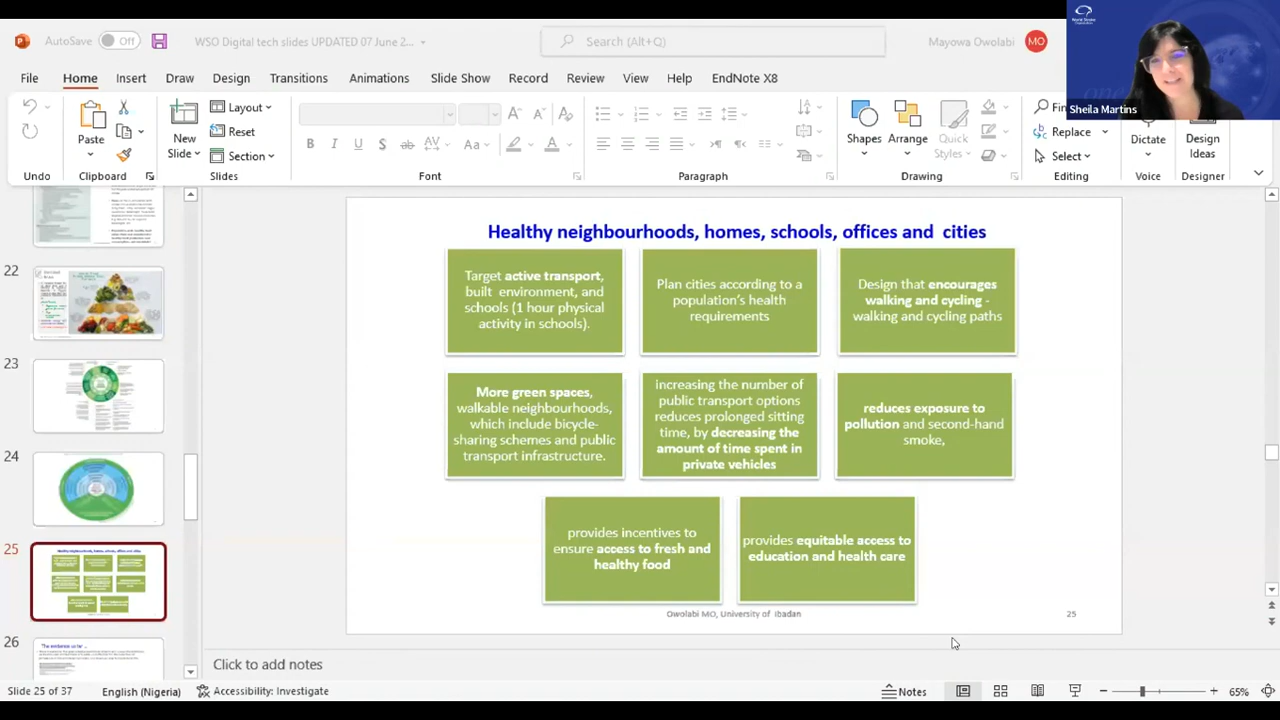 AutoSave Off
WSO Digital tech slides UPDATED 07 June 2...
Search (Alt+Q)
Mayowa Owolabi MO
Sheila Martins
File Home Insert Draw Design Transitions Animations Slide Show Record Review View Help EndNote X8
Paste
New
Slide
Layout
Reset
Section
B I U S ab AV Aa A
Shapes
Arrange
Quick
Styles
Replace
Select
Dictate
Design
Ideas
Undo Clipboard Slides Font Paragraph Drawing Editing Voice Designer
22
23
24
25
26
Healthy neighbourhoods, homes, schools, offices and cities
Target active transport,
built environment, and
schools (1 hour physical
activity in schools).
Plan cities according to a
population's health
requirements
Design that encourages
walking and cycling -
walking and cycling paths
More green spaces,
walkable neighbourhoods,
which include bicycle-
sharing schemes and public
transport infrastructure.
increasing the number of
public transport options
reduces prolonged sitting
time, by decreasing the
amount of time spent in
private vehicles
reduces exposure to
pollution and second-hand
smoke,
provides incentives to
ensure access to fresh and
healthy food
provides equitable access to
education and health care
Owolabi MO, University of Ibadan
25
Click to add notes
Slide 25 of 37 English (Nigeria) Accessibility: Investigate Notes 65%